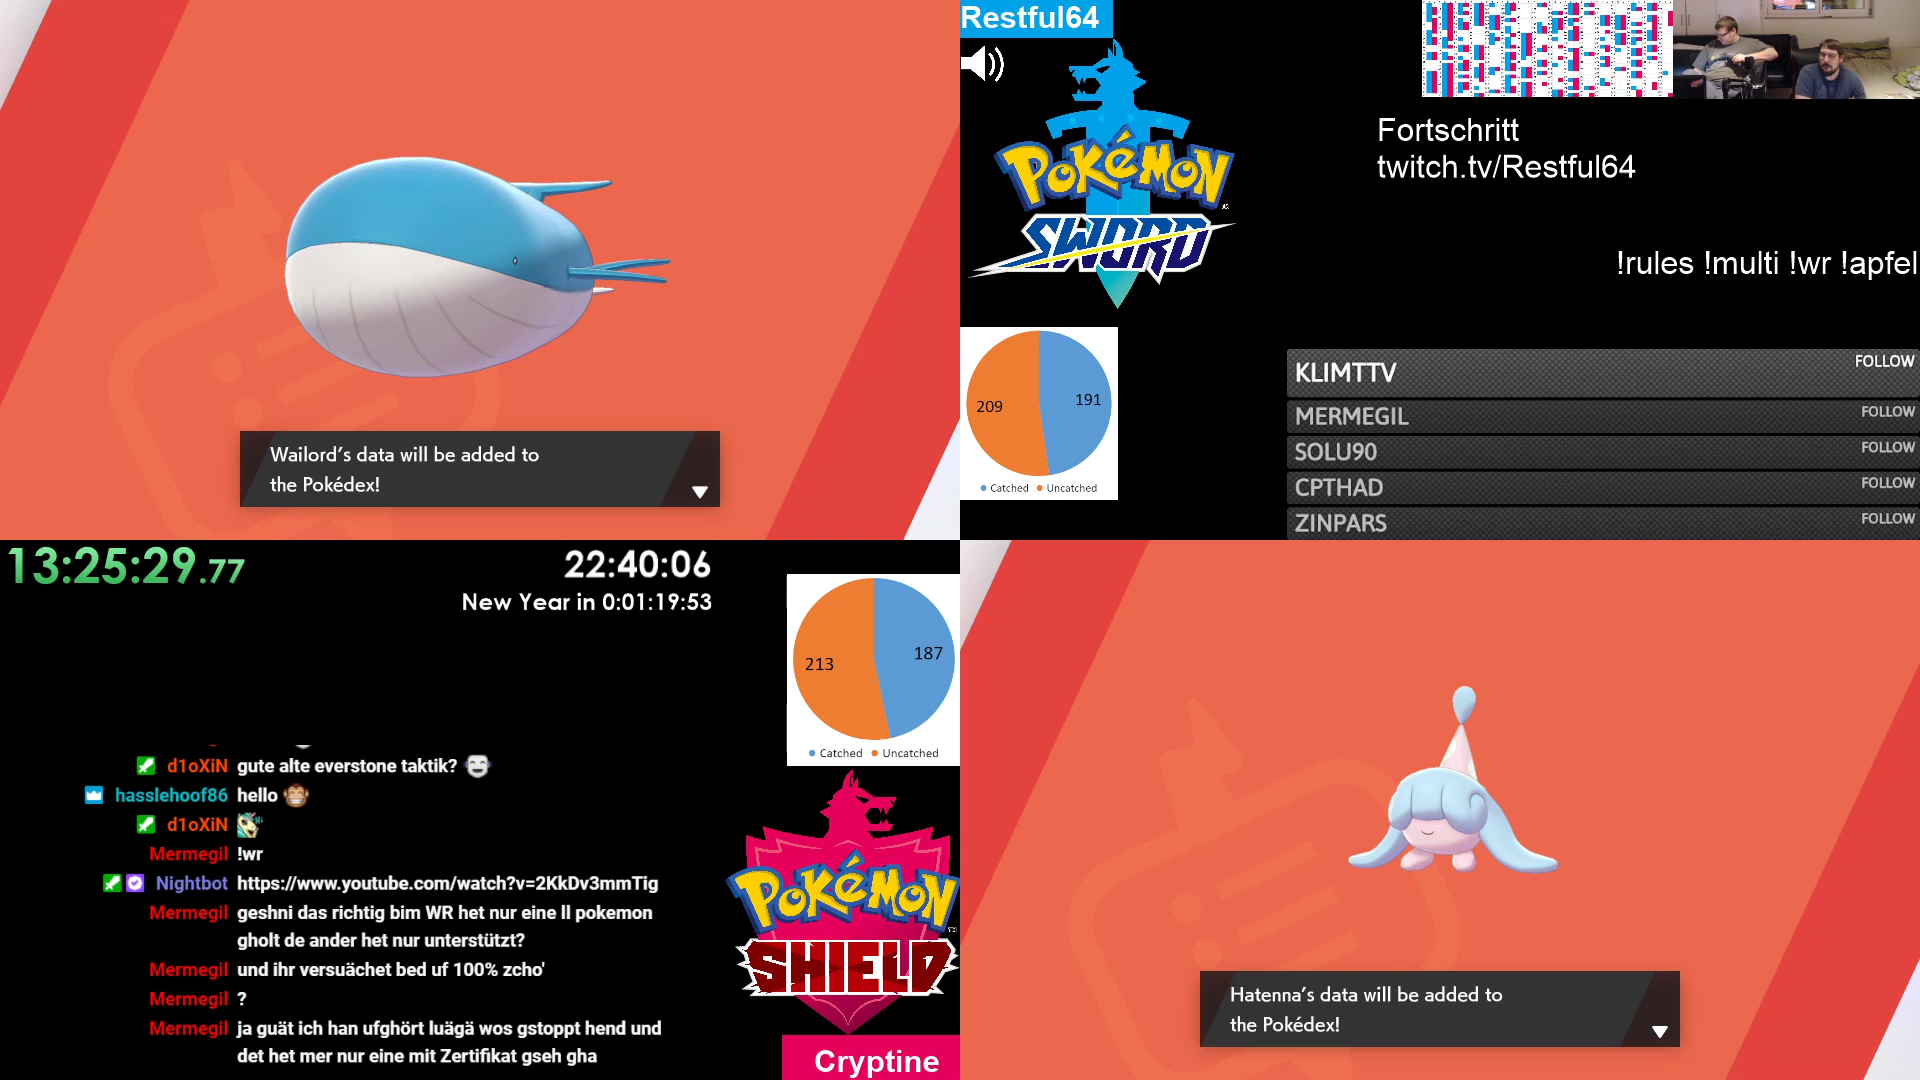 Wailord's data will be added to
the Pokédex!
Restful64
POKéMON
SWORD
Fortschritt
twitch.tv/Restful64
!rules !multi !wr !apfel
209
191
Catched Uncatched
KLIMTTV FOLLOW
MERMEGIL FOLLOW
SOLU90 FOLLOW
CPTHAD FOLLOW
ZINPARS FOLLOW
13:25:29.77
22:40:06
New Year in 0:01:19:53
213
187
Catched Uncatched
d1oXiN gute alte everstone taktik?
hasslehoof86 hello
d1oXiN
Mermegil !wr
Nightbot https://www.youtube.com/watch?v=2KkDv3mmTig
Mermegil geshni das richtig bim WR het nur eine ll pokemon
gholt de ander het nur unterstützt?
Mermegil und ihr versuächet bed uf 100% zcho'
Mermegil ?
Mermegil ja guät ich han ufghört luägä wos gstoppt hend und
det het mer nur eine mit Zertifikat gseh gha
POKéMON
SHIELD
Cryptine
Hatenna's data will be added to
the Pokédex!